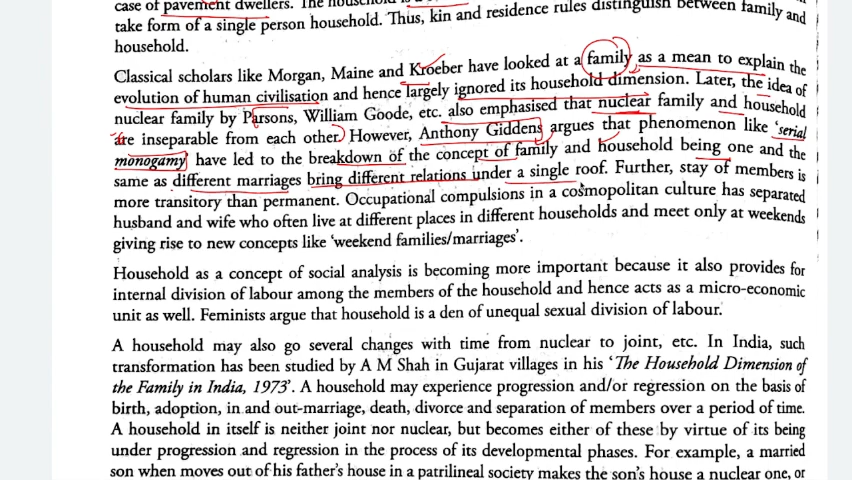 case of pavement dwellers. The household is
take form of a single person household. Thus, kin and residence rules distinguish between family and
household.
Classical scholars like Morgan, Maine and Kroeber have looked at a family as a mean to explain the
evolution of human civilisation and hence largely ignored its household dimension. Later, the idea of
nuclear family by Parsons, William Goode, etc. also emphasised that nuclear family and household
are inseparable from each other. However, Anthony Giddens argues that phenomenon like 'serial
monogamy' have led to the breakdown of the concept of family and household being one and the
same as different marriages bring different relations under a single roof. Further, stay of members is
more transitory than permanent. Occupational compulsions in a cosmopolitan culture has separated
husband and wife who often live at different places in different households and meet only at weekends
giving rise to new concepts like 'weekend families/marriages'.
Household as a concept of social analysis is becoming more important because it also provides for
internal division of labour among the members of the household and hence acts as a micro-economic
unit as well. Feminists argue that household is a den of unequal sexual division of labour.
A household may also go several changes with time from nuclear to joint, etc. In India, such
transformation has been studied by A M Shah in Gujarat villages in his 'The Household Dimension of
the Family in India, 1973'. A household may experience progression and/or regression on the basis of
birth, adoption, in and out-marriage, death, divorce and separation of members over a period of time.
A household in itself is neither joint nor nuclear, but becomes either of these by virtue of its being
under progression and regression in the process of its developmental phases. For example, a married
son when moves out of his father's house in a patrilineal society makes the son's house a nuclear one, or